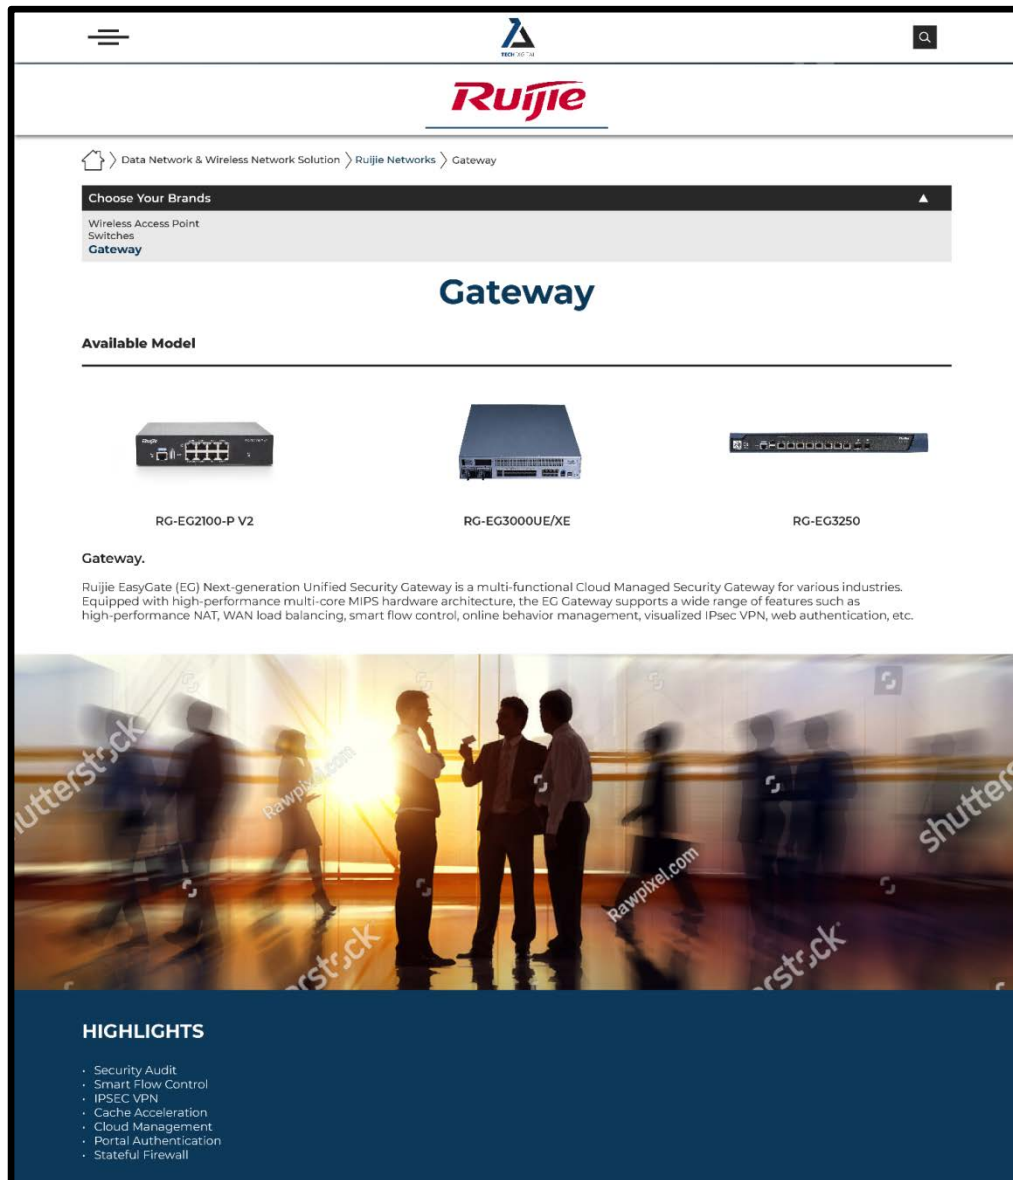 TECH DIGITAL
Ruijie
Data Network & Wireless Network Solution
Ruijie Networks
Gateway
Choose Your Brands
Wireless Access Point
Switches
Gateway
Gateway
Available Model
Ruijie
RG-EG2100-P V2
RG-EG3000UE/XE
RG-EG3250
Gateway.
Ruijie EasyGate (EG) Next-generation Unified Security Gateway is a multi-functional Cloud Managed Security Gateway for various industries.
Equipped with high-performance multi-core MIPS hardware architecture, the EG Gateway supports a wide range of features such as
high-performance NAT, WAN load balancing, smart flow control, online behavior management, visualized IPsec VPN, web authentication, etc.
shutterstock
Rawpixel.com
Rawpixel.com
HIGHLIGHTS
• Security Audit
• Smart Flow Control
• IPSEC VPN
• Cache Acceleration
• Cloud Management
• Portal Authentication
• Stateful Firewall